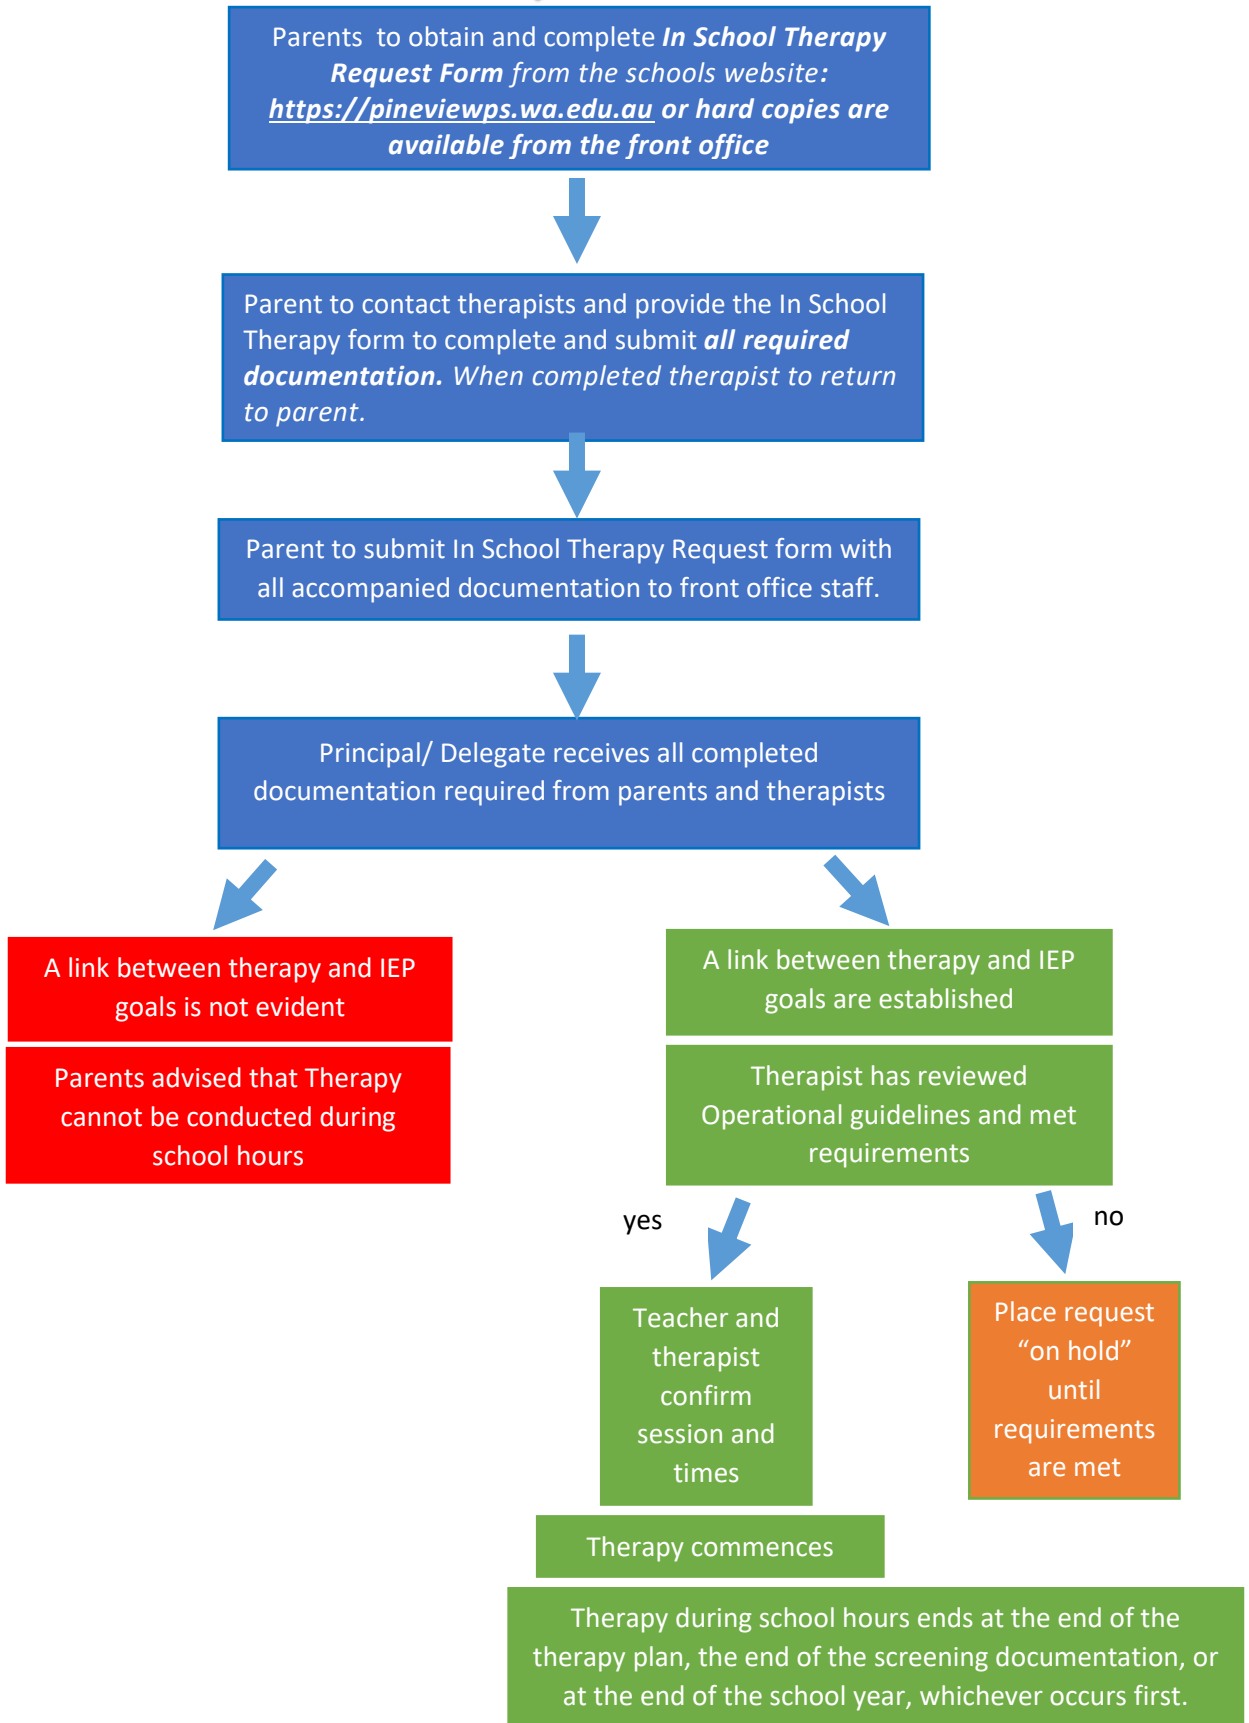 Parents to obtain and complete In School Therapy
Request Form from the schools website:
https://pineviewps.wa.edu.au or hard copies are
available from the front office
Parent to contact therapists and provide the In School
Therapy form to complete and submit all required
documentation. When completed therapist to return
to parent.
Parent to submit In School Therapy Request form with
all accompanied documentation to front office staff.
Principal/ Delegate receives all completed
documentation required from parents and therapists
A link between therapy and IEP
goals is not evident
Parents advised that Therapy
cannot be conducted during
school hours
A link between therapy and IEP
goals are established
Therapist has reviewed
Operational guidelines and met
requirements
yes
no
Teacher and
therapist
confirm
session and
times
Place request
“on hold”
until
requirements
are met
Therapy commences
Therapy during school hours ends at the end of the
therapy plan, the end of the screening documentation, or
at the end of the school year, whichever occurs first.